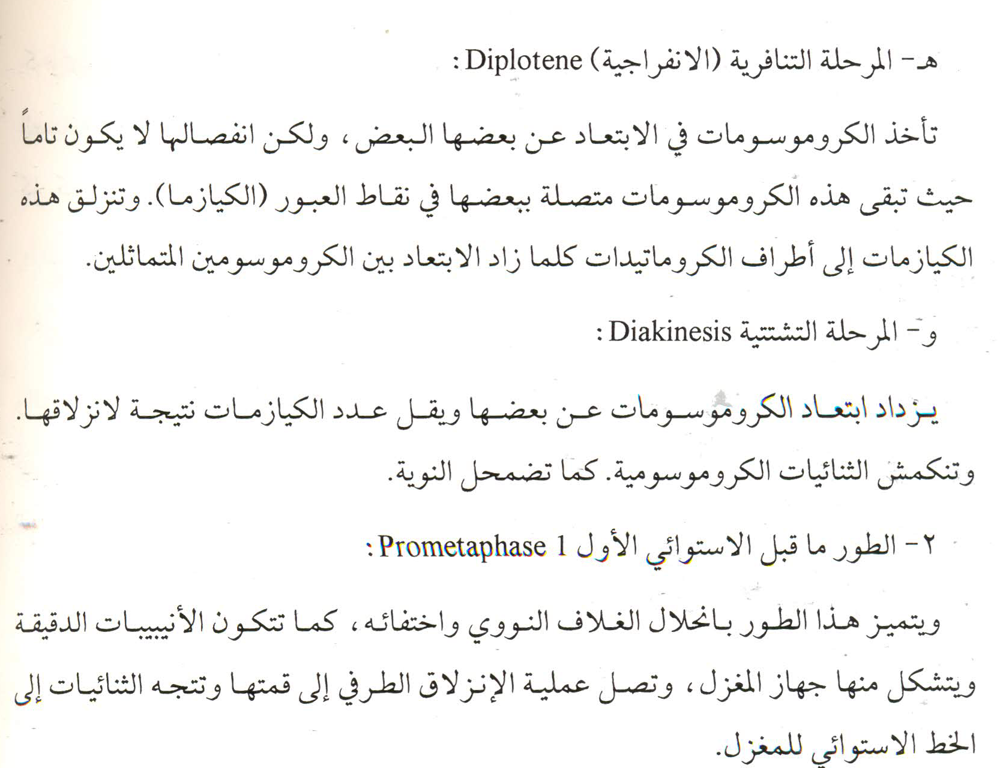 هـ- المرحلة التنافرية (الانفراجية) Diplotene :
تأخذ الكروموسومات في الابتعاد عن بعضها البعض، ولكن انفصالها لا يكون تاماً
حيث تبقى هذه الكروموسومات متصلة ببعضها في نقاط العبور (الكيازما). وتنزلق هذه
الكيازمات إلى أطراف الكروماتيدات كلما زاد الابتعاد بين الكروموسومين المتماثلين.
و- المرحلة التشتتية Diakinesis :
يزداد ابتعاد الكروموسومات عن بعضها ويقل عدد الكيازمات نتيجة لانزلاقها.
وتنكمش الثنائيات الكروموسومية. كما تضمحل النوية.
٢- الطور ما قبل الاستوائي الأول Prometaphase 1 :
ويتميز هذا الطور بانحلال الغلاف النووي واختفائه، كما تتكون الأنيبيبات الدقيقة
ويتشكل منها جهاز المغزل، وتصل عملية الإنزلاق الطرفي إلى قمتها وتتجه الثنائيات إلى
الخط الاستوائي للمغزل.